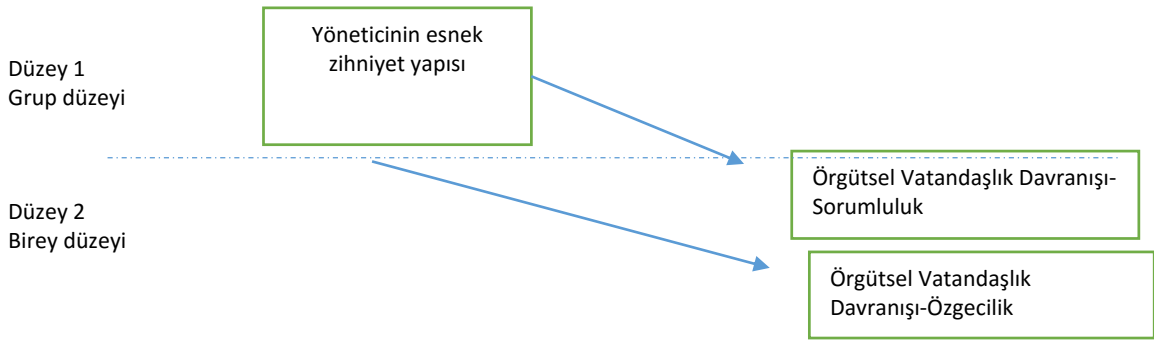 Yöneticinin esnek
zihniyet yapısı
Düzey 1
Grup düzeyi
Örgütsel Vatandaşlık Davranışı-
Sorumluluk
Düzey 2
Birey düzeyi
Örgütsel Vatandaşlık
Davranışı-Özgecilik